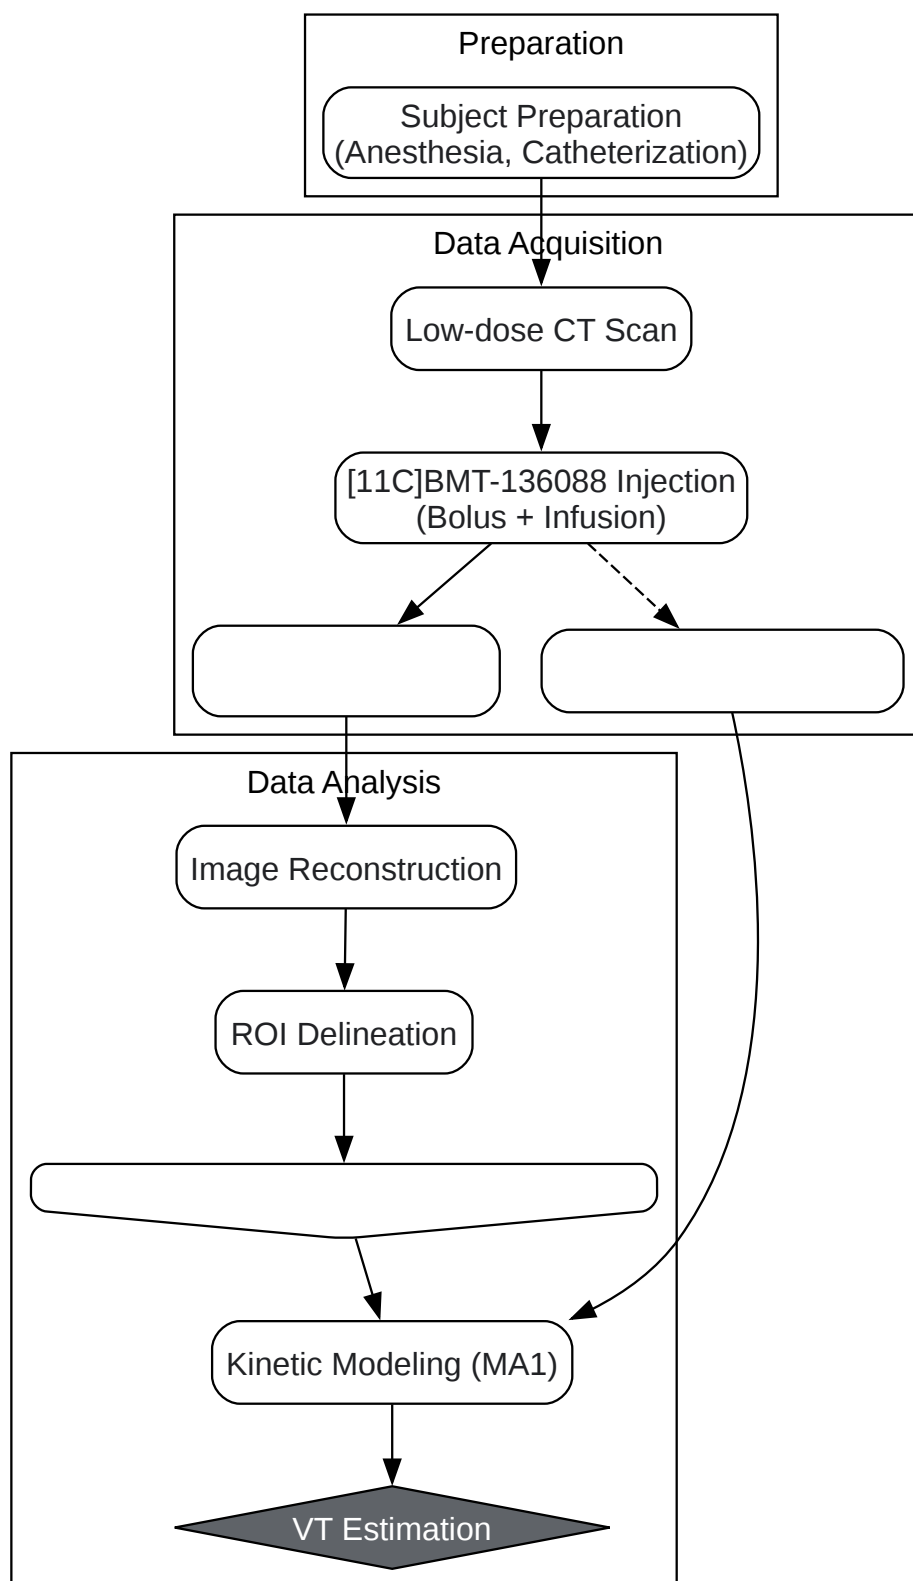 Preparation
Subject Preparation
(Anesthesia, Catheterization)
Data Acquisition
Low-dose CT Scan
[11C]BMT-136088 Injection
(Bolus + Infusion)
Data Analysis
Image Reconstruction
ROI Delineation
Kinetic Modeling (MA1)
VT Estimation